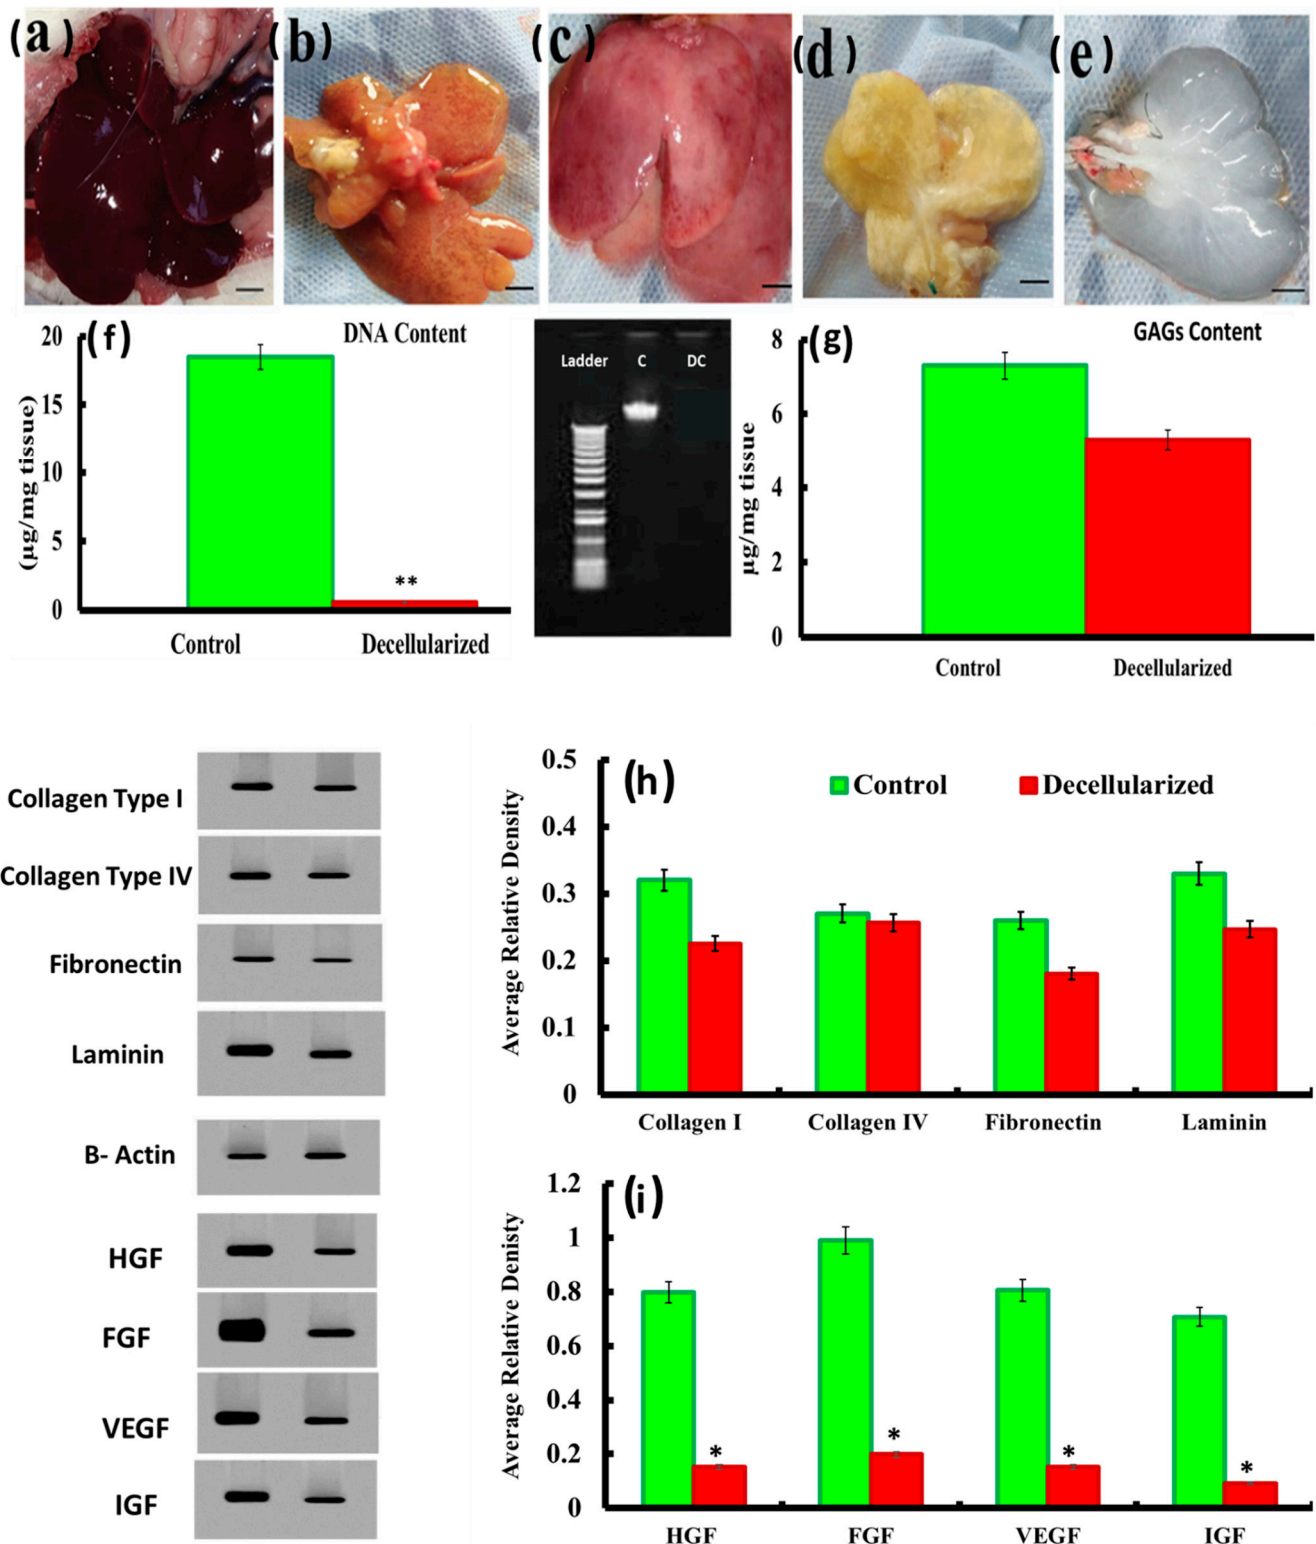 (a)
(b)
(c)
(d)
(e)
(f)
DNA Content
(µg/mg tissue)
20
15
10
5
0
**
Control
Decellularized
Ladder
C
DC
(g)
GAGs Content
µg/mg tissue
8
6
4
2
0
Control
Decellularized
Collagen Type I
Collagen Type IV
Fibronectin
Laminin
B- Actin
HGF
FGF
VEGF
IGF
(h)
Control
Decellularized
Average Relative Density
0.5
0.4
0.3
0.2
0.1
0
Collagen I
Collagen IV
Fibronectin
Laminin
(i)
Average Relative Denisty
1.2
1
0.8
0.6
0.4
0.2
0
*
*
*
*
HGF
FGF
VEGF
IGF